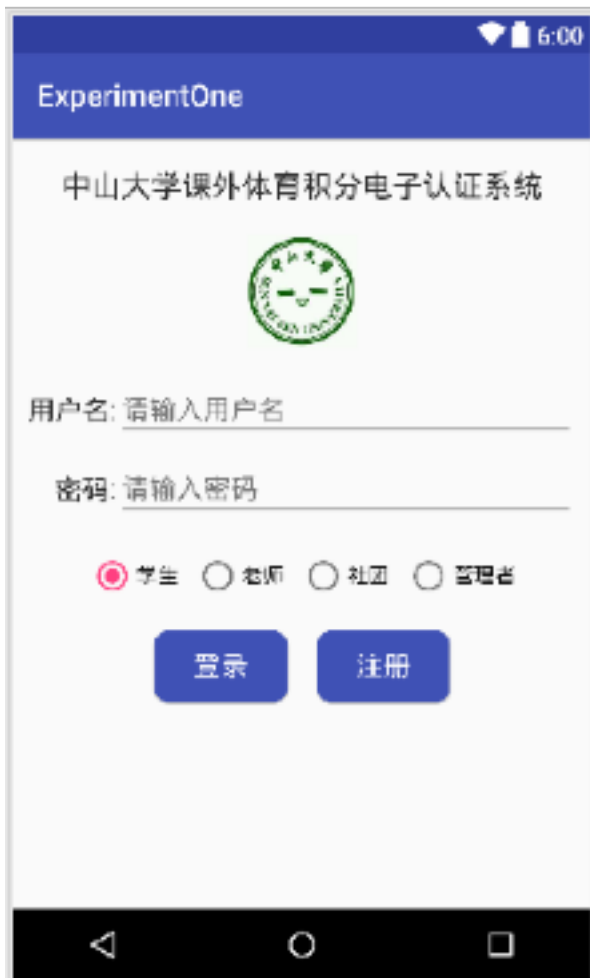 6:00
ExperimentOne
中山大学课外体育积分电子认证系统
用户名: 请输入用户名
密码: 请输入密码
学生 老师 社团 管理者
登录 注册